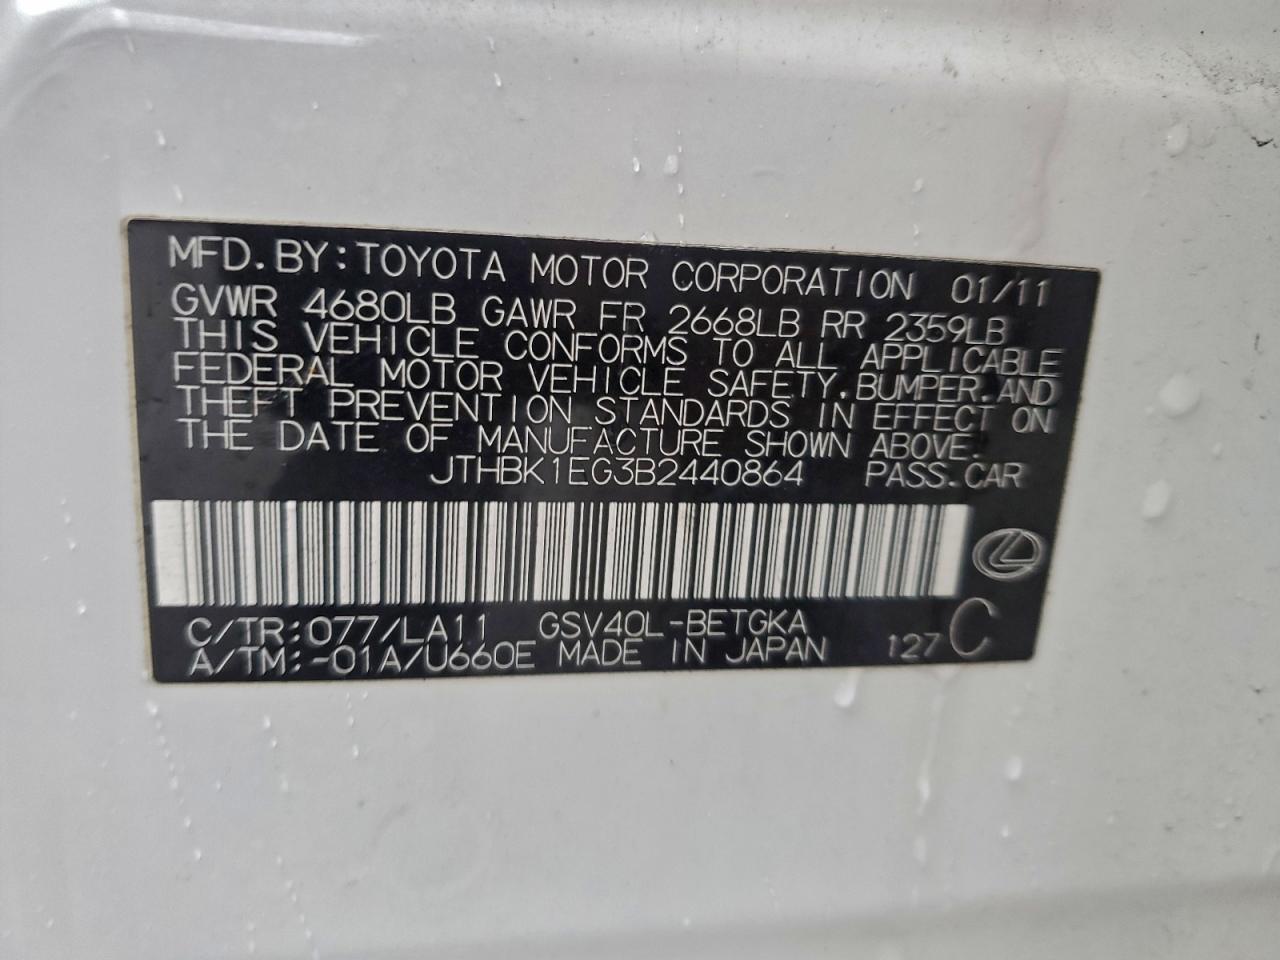 MFD. BY: TOYOTA MOTOR CORPORATION 01/11
GVWR 4680LB GAWR FR 2668LB RR 2359LB
THIS VEHICLE CONFORMS TO ALL APPLICABLE
FEDERAL MOTOR VEHICLE SAFETY, BUMPER, AND
THEFT PREVENTION STANDARDS IN EFFECT ON
THE DATE OF MANUFACTURE SHOWN ABOVE.
JTHBK1EG3B2440864 PASS. CAR
C/TR: 077/LA11 GSV40L-BETGKA
A/TM: -01A/U660E MADE IN JAPAN 127 C